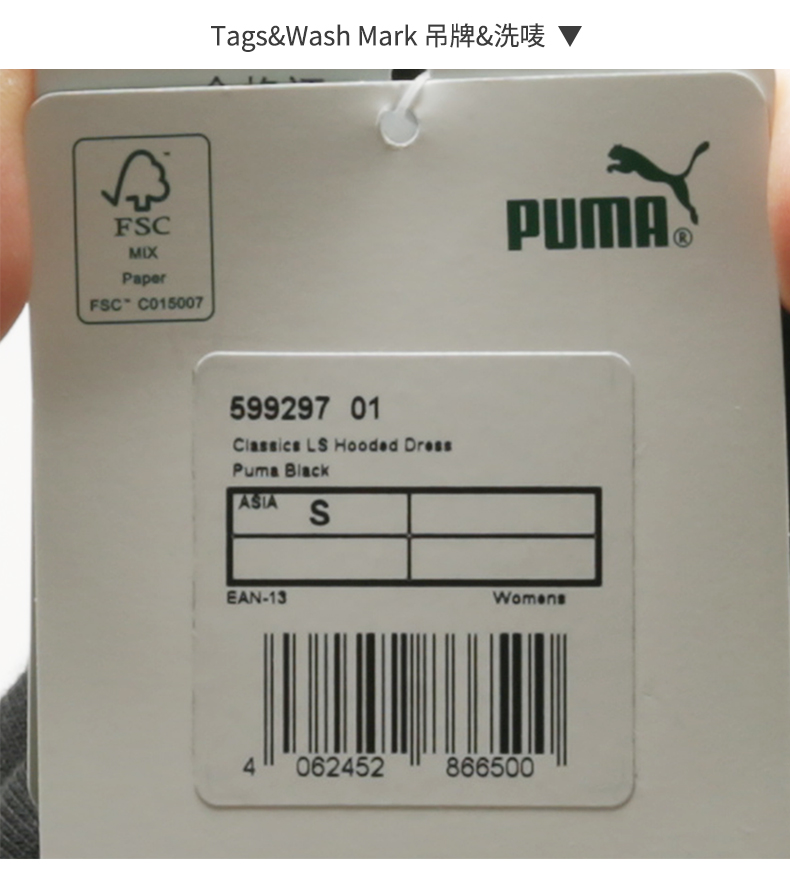 Tags&Wash Mark 吊牌&洗唛 ▼
FSC™
MIX
Paper
FSC™ C015007
PUMA®
599297 01
Classics LS Hooded Dress
Puma Black
ASIA S
EAN-13 Womens
4 062452 866500